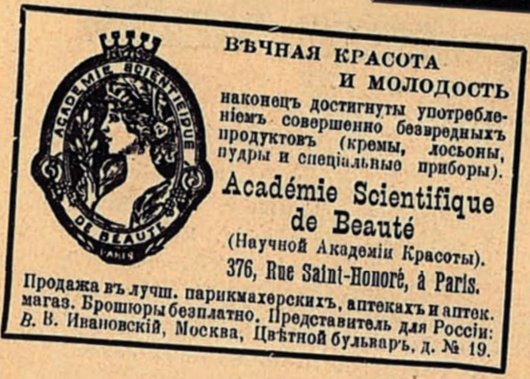 ACADÉMIE SCIENTIFIQUE
DE BEAUTÉ
PARIS
ВѢЧНАЯ КРАСОТА
И МОЛОДОСТЬ
наконецъ достигнуты употребле-
ніемъ совершенно безвредныхъ
продуктовъ (кремы, лосьоны,
пудры и спеціальные приборы).
Académie Scientifique
de Beauté
(Научной Академіи Красоты).
376, Rue Saint-Honoré, à Paris.
Продажа въ лучш. парикмахерскихъ, аптекахъ и аптек.
магаз. Брошюры безплатно. Представитель для Россіи:
В. В. Ивановскій, Москва, Цвѣтной бульваръ, д. № 19.